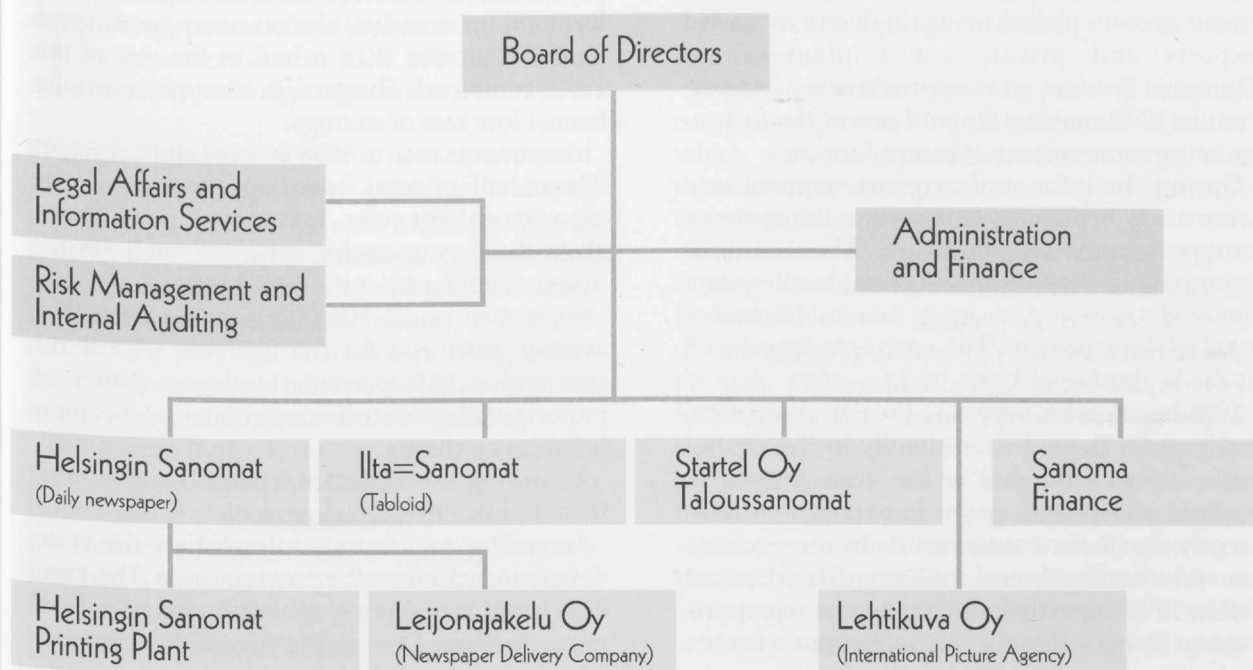 Board of Directors
Legal Affairs and
Information Services
Administration
and Finance
Risk Management and
Internal Auditing
Helsingin Sanomat
(Daily newspaper)
Ilta=Sanomat
(Tabloid)
Startel Oy
Taloussanomat
Sanoma
Finance
Helsingin Sanomat
Printing Plant
Leijonajakelu Oy
(Newspaper Delivery Company)
Lehtikuva Oy
(International Picture Agency)